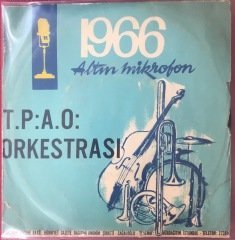 1966
Altın mikrofon
T.P.A.O.
ORKESTRASI